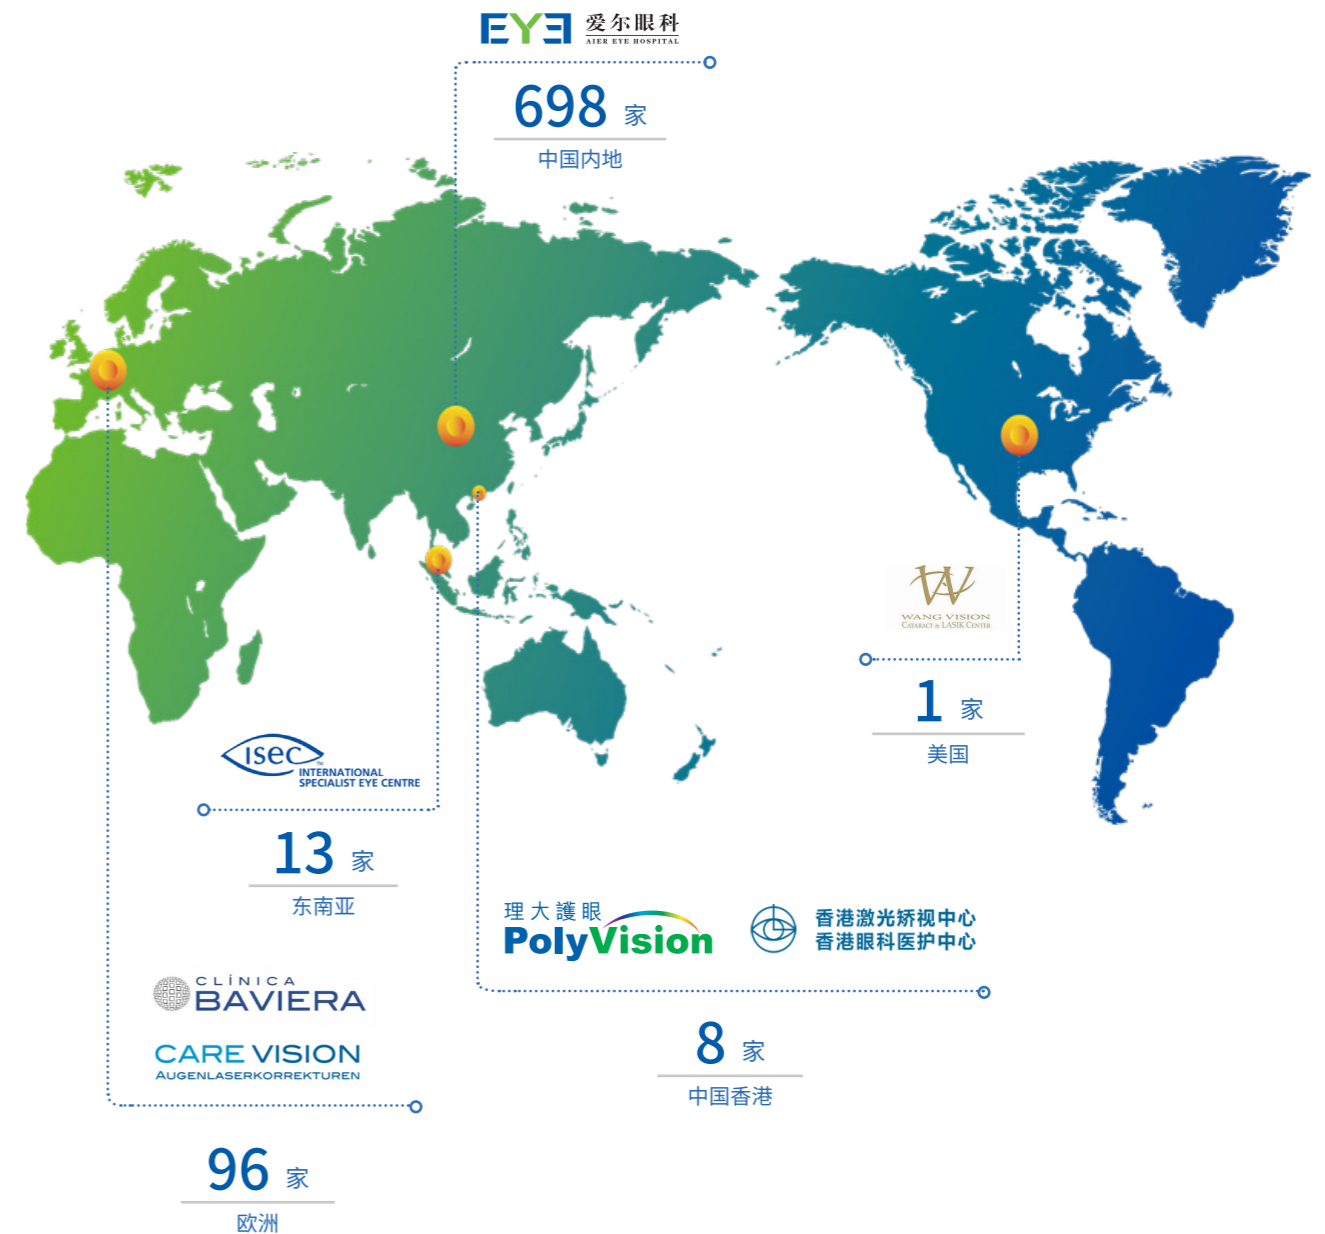 EYE 爱尔眼科
AIER EYE HOSPITAL
698 家
中国内地
WANG VISION
CATARACT & LASIK CENTER
1 家
美国
ısec™
INTERNATIONAL
SPECIALIST EYE CENTRE
13 家
东南亚
理大護眼
PolyVision
香港激光矫视中心
香港眼科医护中心
8 家
中国香港
CLÍNICA
BAVIERA
CARE VISION
AUGENLASERKORREKTUREN
96 家
欧洲